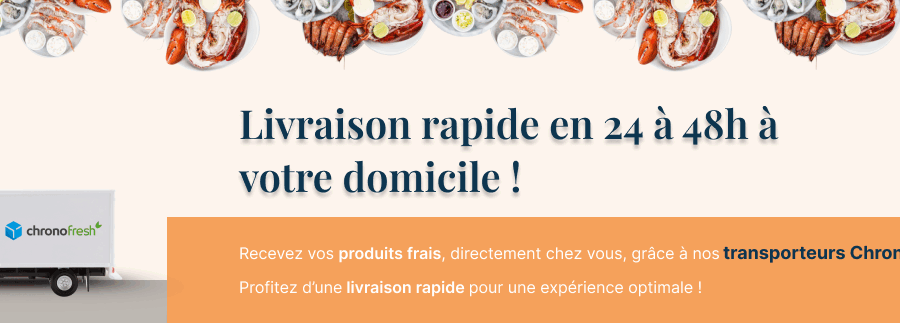 Livraison rapide en 24 à 48h à
votre domicile !
chronofresh
Recevez vos produits frais, directement chez vous, grâce à nos transporteurs Chron
Profitez d’une livraison rapide pour une expérience optimale !